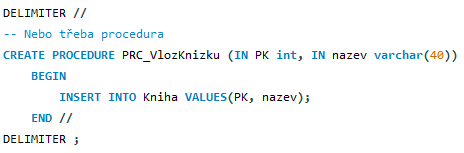 DELIMITER //
-- Nebo třeba procedura
CREATE PROCEDURE PRC_VlozKnizku (IN PK int, IN nazev varchar(40))
    BEGIN
        INSERT INTO Kniha VALUES(PK, nazev);
    END //
DELIMITER ;